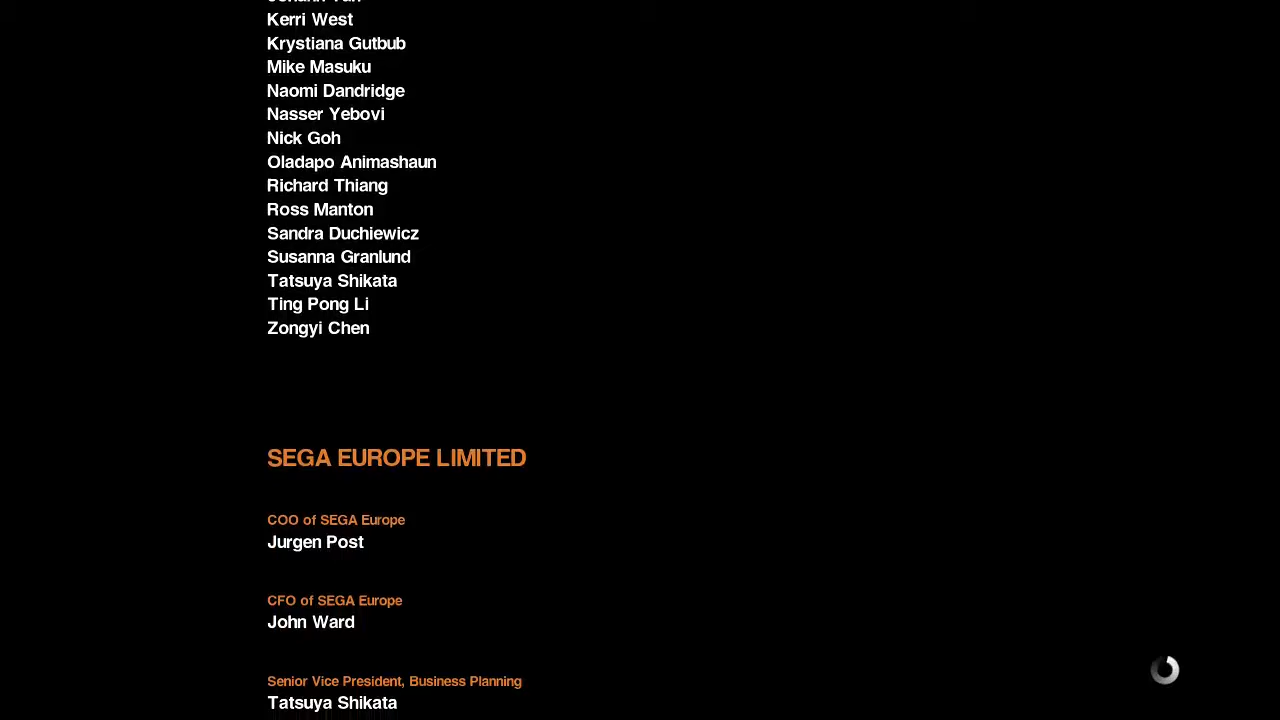 Kerri West
Krystiana Gutbub
Mike Masuku
Naomi Dandridge
Nasser Yebovi
Nick Goh
Oladapo Animashaun
Richard Thiang
Ross Manton
Sandra Duchiewicz
Susanna Granlund
Tatsuya Shikata
Ting Pong Li
Zongyi Chen
SEGA EUROPE LIMITED
COO of SEGA Europe
Jurgen Post
CFO of SEGA Europe
John Ward
Senior Vice President, Business Planning
Tatsuya Shikata